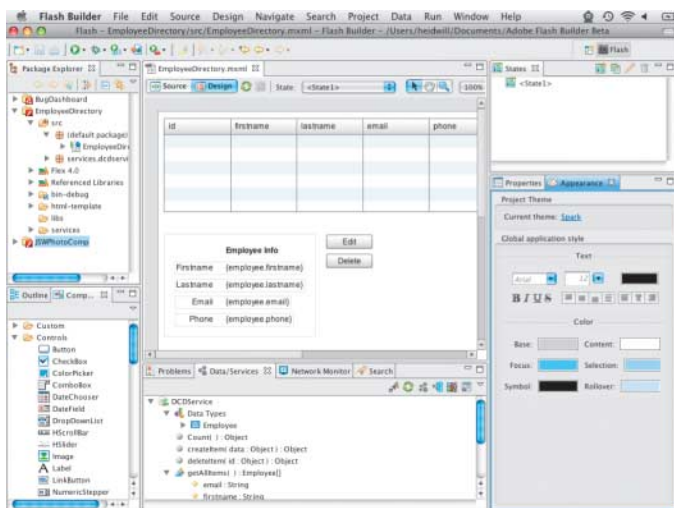 Flash Builder File Edit Source Design Navigate Search Project Data Run Window Help
Flash – EmployeeDirectory/src/EmployeeDirectory.mxml – Flash Builder – /Users/heidwill/Documents/Adobe Flash Builder Beta
Flash
Package Explorer
BugDashboard
EmployeeDirectory
src
(default package)
EmployeeDire
services.dcdservi
Flex 4.0
Referenced Libraries
bin-debug
html-template
libs
services
JSWPhotoComp
Outline Comp...
Custom
Controls
Button
CheckBox
ColorPicker
ComboBox
DateChooser
DateField
DropDownList
HScrollBar
HSlider
Image
Label
LinkButton
NumericStepper
EmployeeDirectory.mxml
Source Design State: <State1> 100%
id firstname lastname email phone
Employee Info
Firstname {employee.firstname}
Lastname {employee.lastname}
Email {employee.email}
Phone {employee.phone}
Edit
Delete
Problems Data/Services Network Monitor Search
DCDService
Data Types
Employee
Count( ) : Object
createItem( data : Object ) : Object
deleteItem( id : Object ) : Object
getAllItems( ) : Employee[]
email : String
firstname : String
States
<State1>
Properties Appearance
Project Theme
Current theme: Spark
Global application style
Text
Arial 12
B I U S
Color
Base: Content:
Focus: Selection:
Symbol: Rollover: